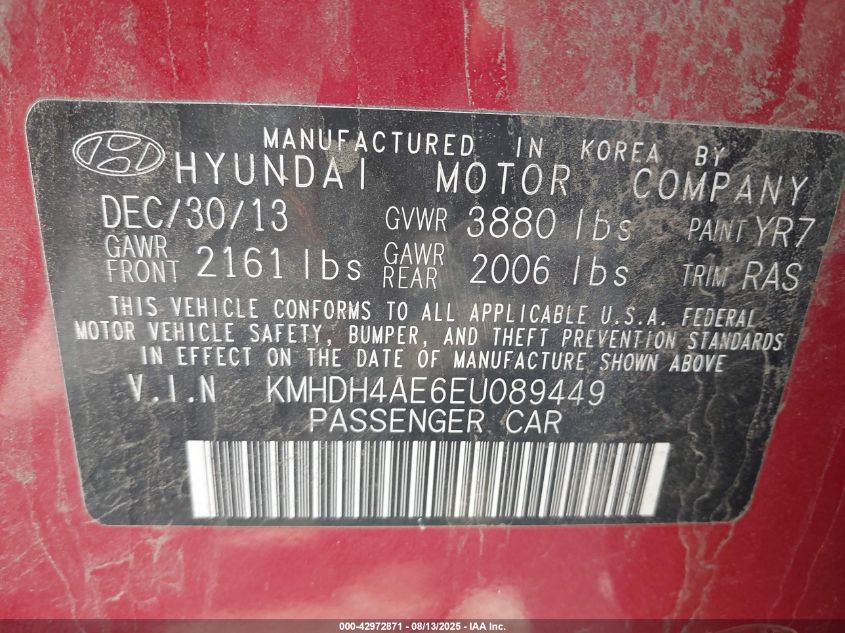 MANUFACTURED IN KOREA BY
HYUNDAI MOTOR COMPANY
DEC/30/13 GVWR 3880 lbs PAINT YR7
GAWR FRONT 2161 lbs GAWR REAR 2006 lbs TRIM RAS
THIS VEHICLE CONFORMS TO ALL APPLICABLE U.S.A. FEDERAL
MOTOR VEHICLE SAFETY, BUMPER, AND THEFT PREVENTION STANDARDS
IN EFFECT ON THE DATE OF MANUFACTURE SHOWN ABOVE
V.I.N KMHDH4AE6EU089449
PASSENGER CAR
000-42972871 - 08/13/2025 - IAA Inc.